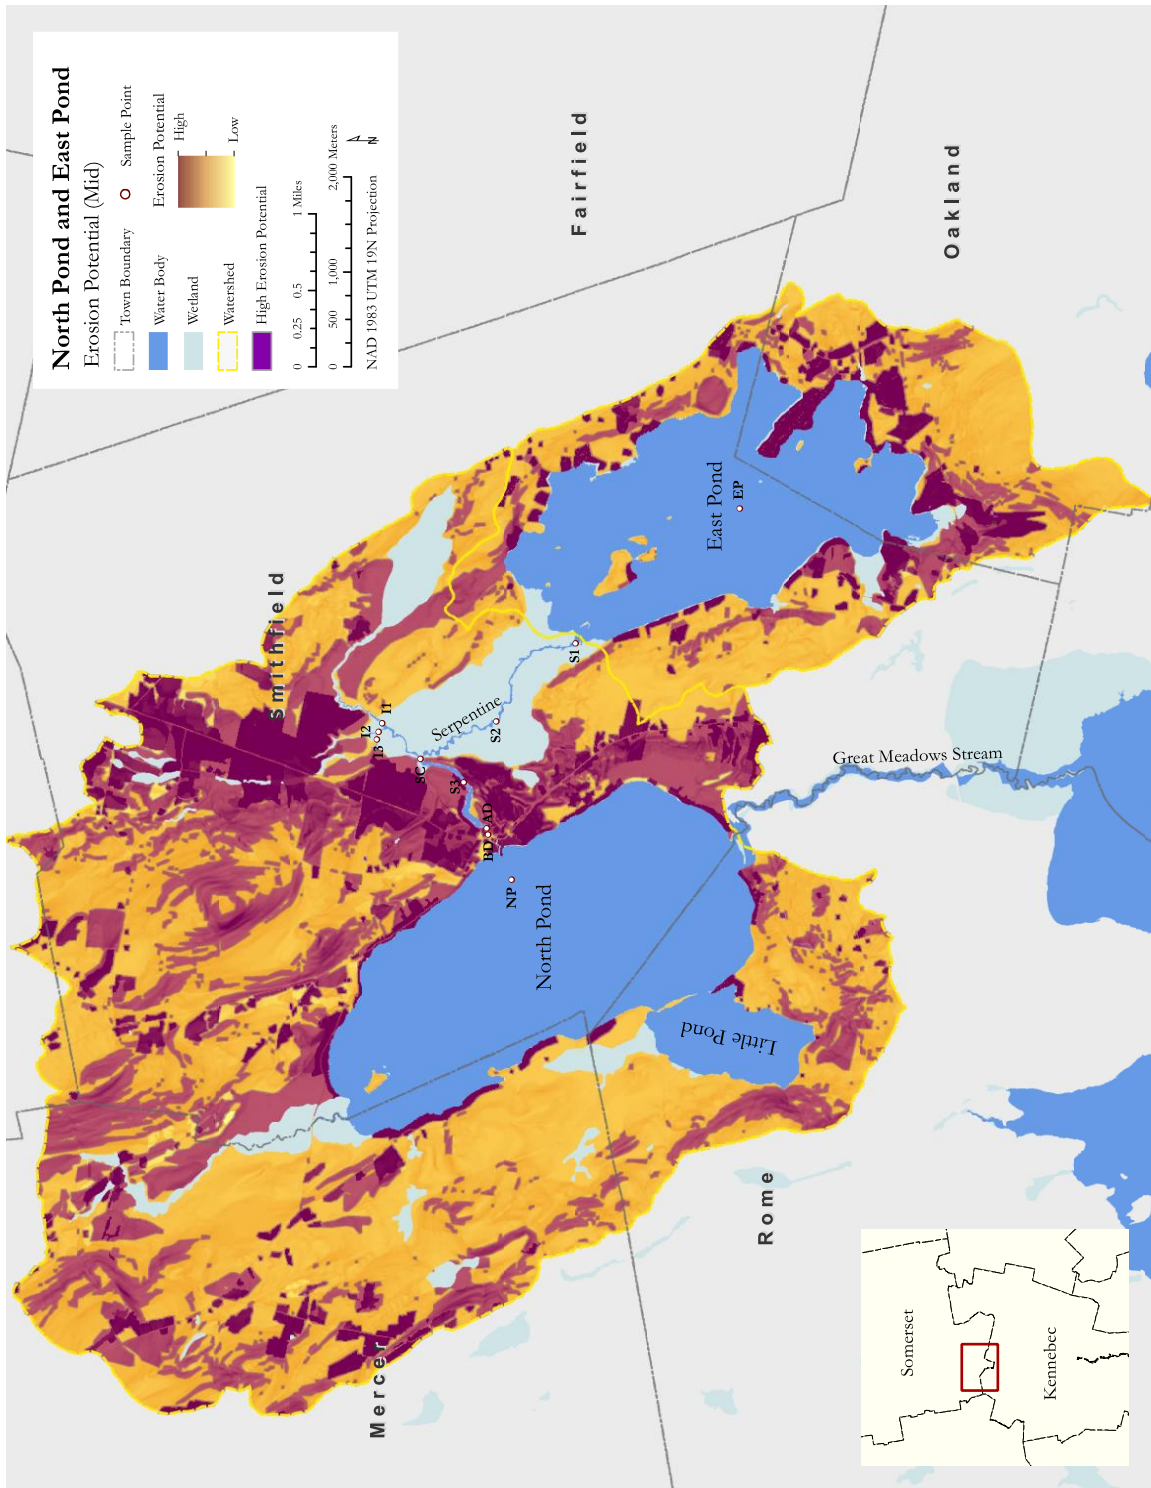 North Pond and East Pond
Erosion Potential (Mid)
Town Boundary
Water Body
Wetland
Watershed
High Erosion Potential
Sample Point
Erosion Potential
High
Low
0 0.25 0.5 1 Miles
0 500 1,000 2,000 Meters
N
NAD 1983 UTM 19N Projection
Mercer
Smithfield
Fairfield
Rome
Oakland
North Pond
Little Pond
East Pond
Serpentine
Great Meadows Stream
I3
I2
I1
SC
S3
BD
AD
NP
S2
S1
EP
Somerset
Kennebec